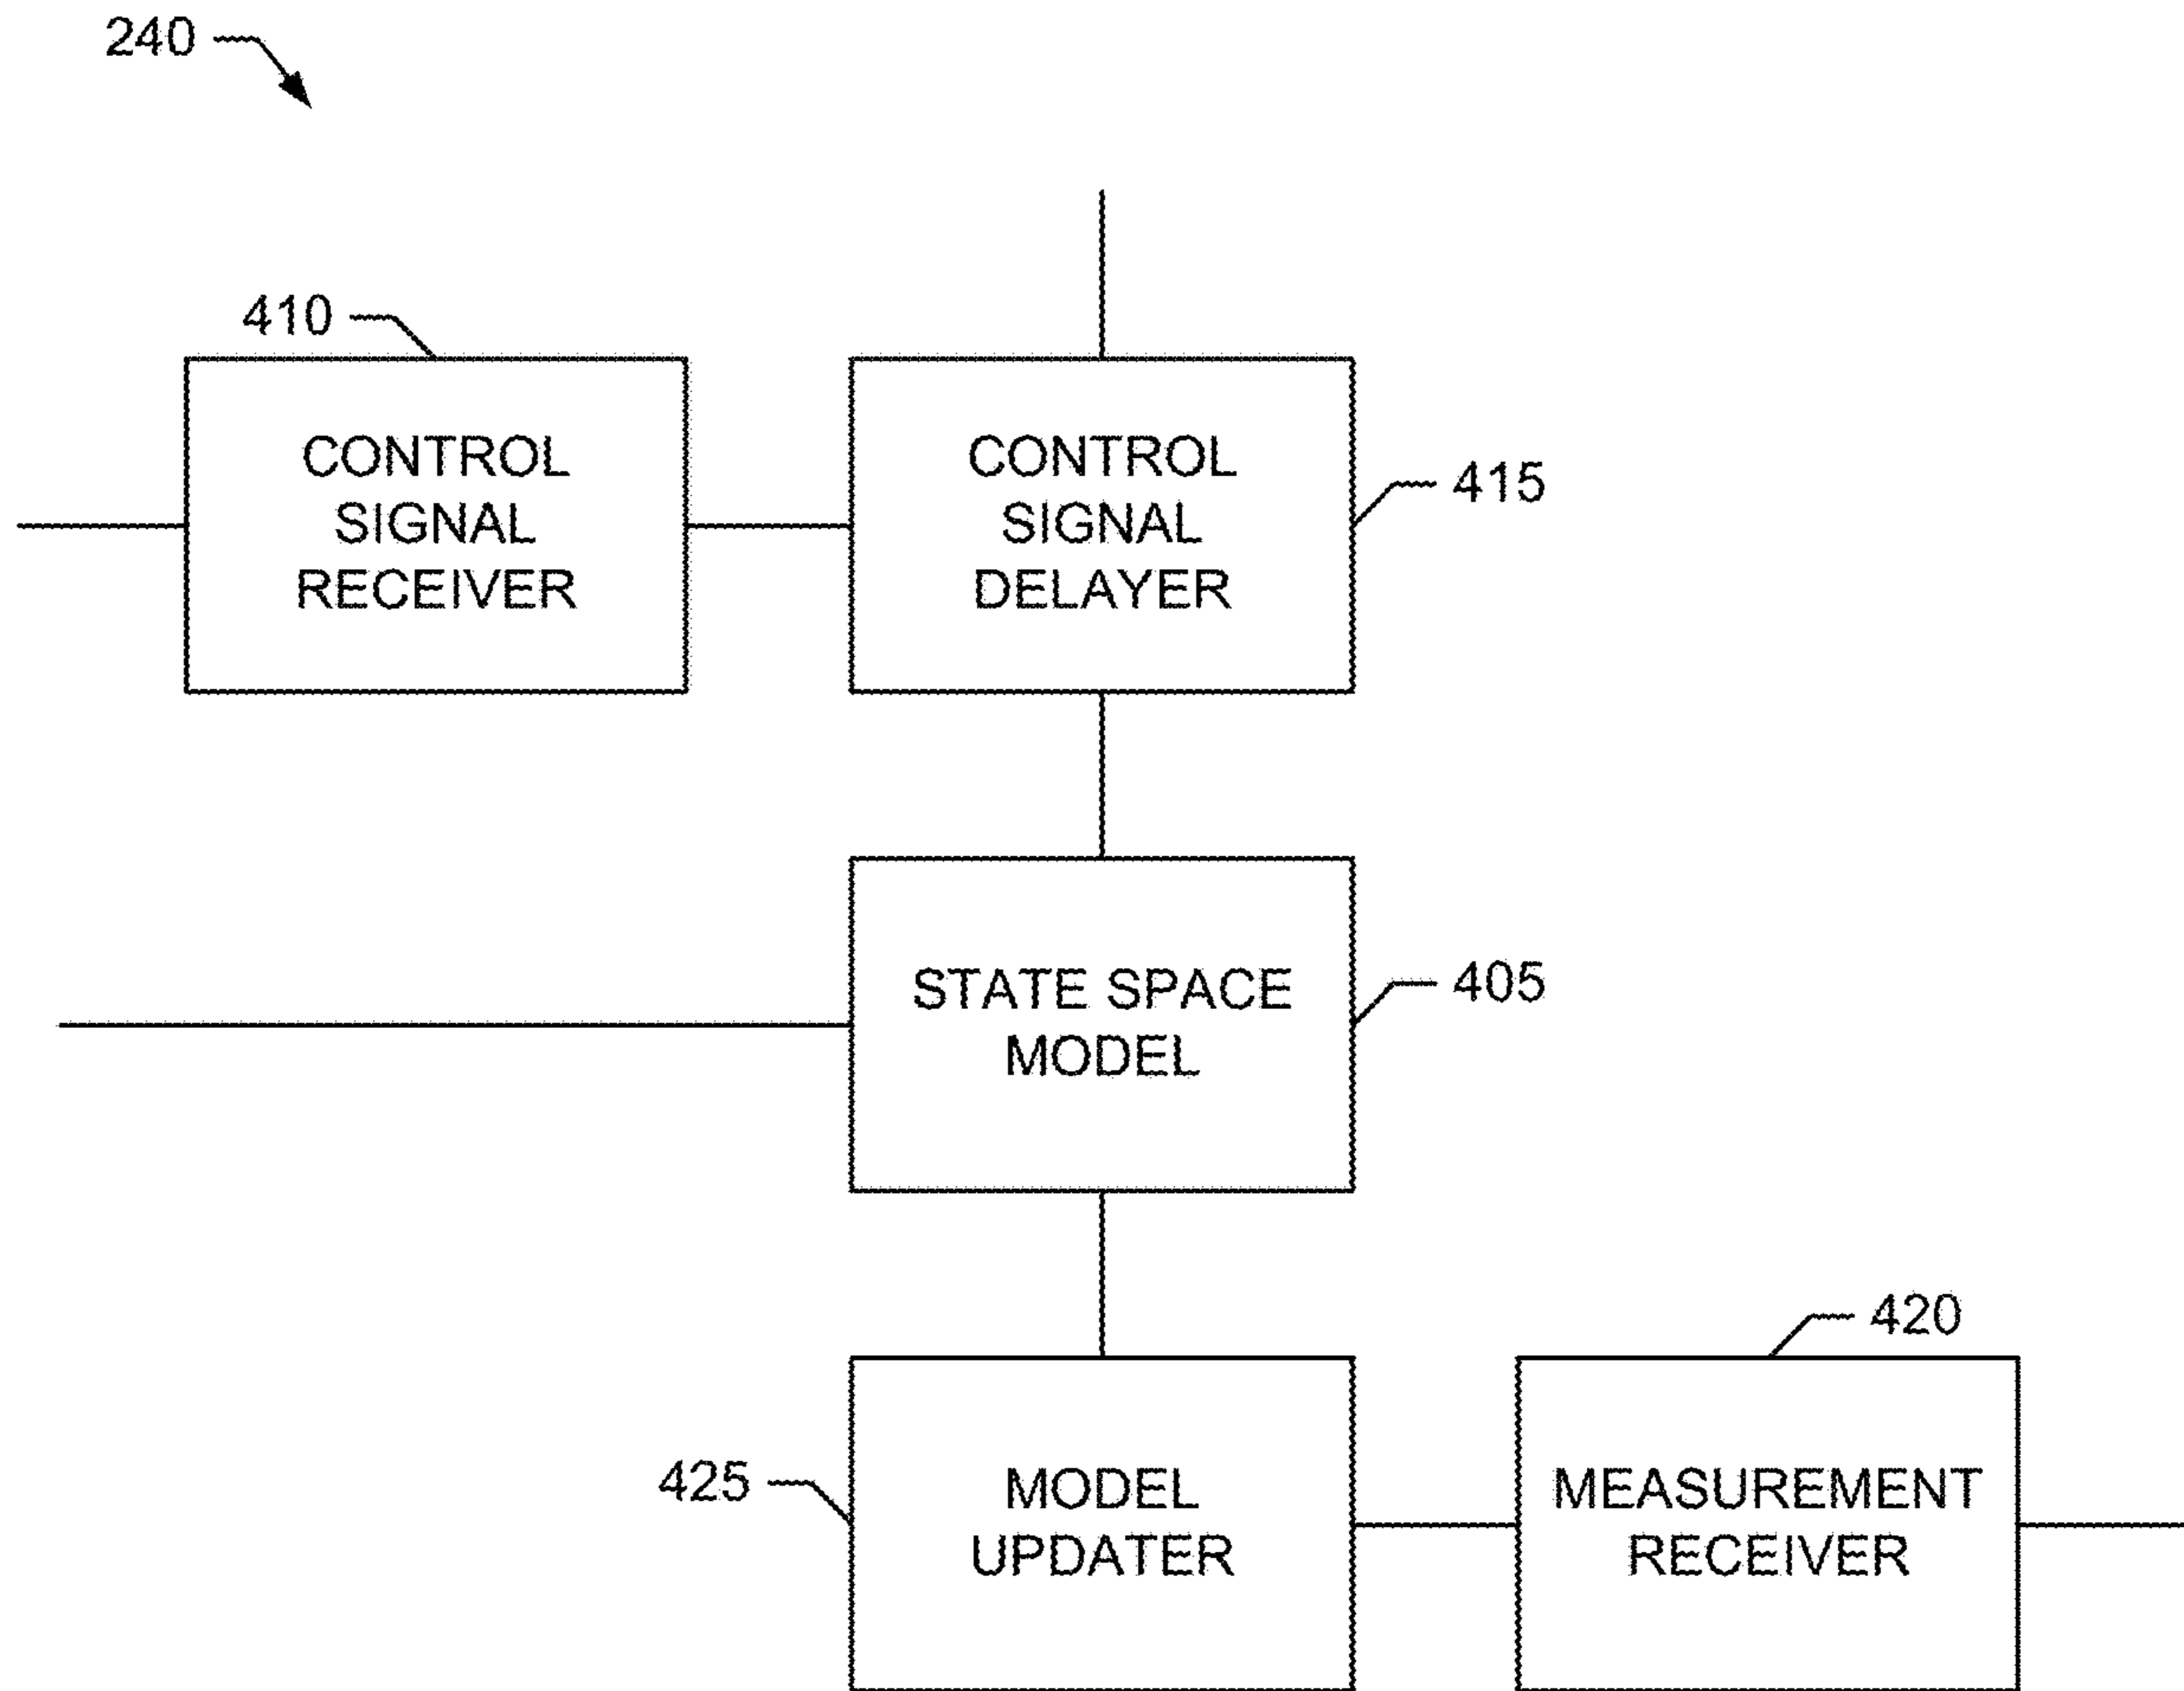 240
410
CONTROL
SIGNAL
RECEIVER
CONTROL
SIGNAL
DELAYER
415
STATE SPACE
MODEL
405
420
425
MODEL
UPDATER
MEASUREMENT
RECEIVER